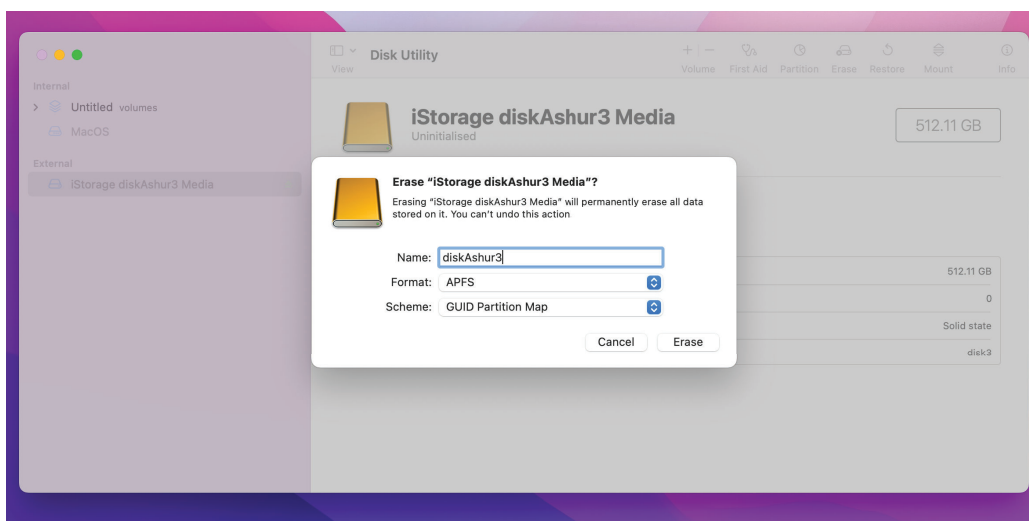 Disk Utility
View
Volume First Aid Partition Erase Restore Mount Info
Internal
Untitled volumes
MacOS
External
iStorage diskAshur3 Media
iStorage diskAshur3 Media
Uninitialised
512.11 GB
Erase “iStorage diskAshur3 Media”?
Erasing “iStorage diskAshur3 Media” will permanently erase all data
stored on it. You can’t undo this action
Name: diskAshur3
Format: APFS
Scheme: GUID Partition Map
Cancel Erase
512.11 GB
0
Solid state
disk3